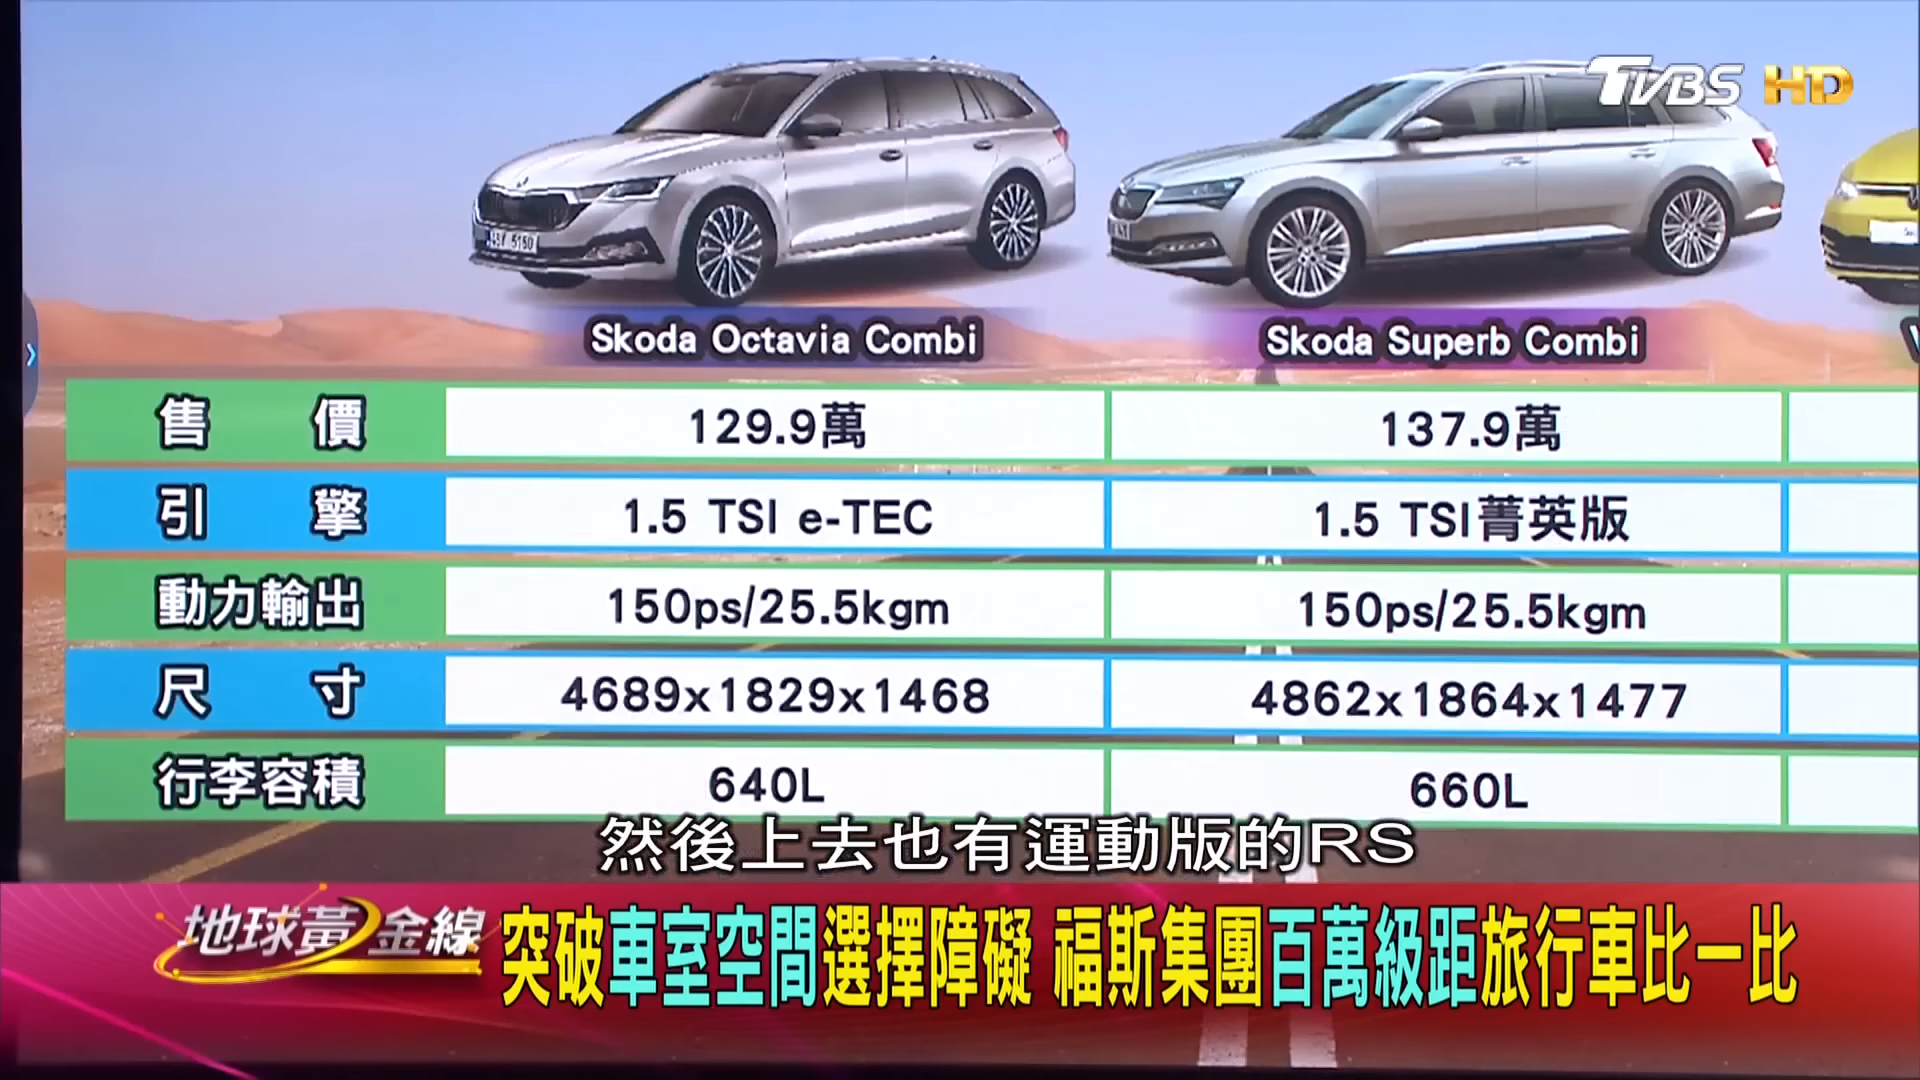 TVBS HD
Skoda Octavia Combi
Skoda Superb Combi
售價 129.9萬 137.9萬
引擎 1.5 TSI e-TEC 1.5 TSI菁英版
動力輸出 150ps/25.5kgm 150ps/25.5kgm
尺寸 4689x1829x1468 4862x1864x1477
行李容積 640L 660L
然後上去也有運動版的RS
地球黃金線
突破車室空間選擇障礙 福斯集團百萬級距旅行車比一比